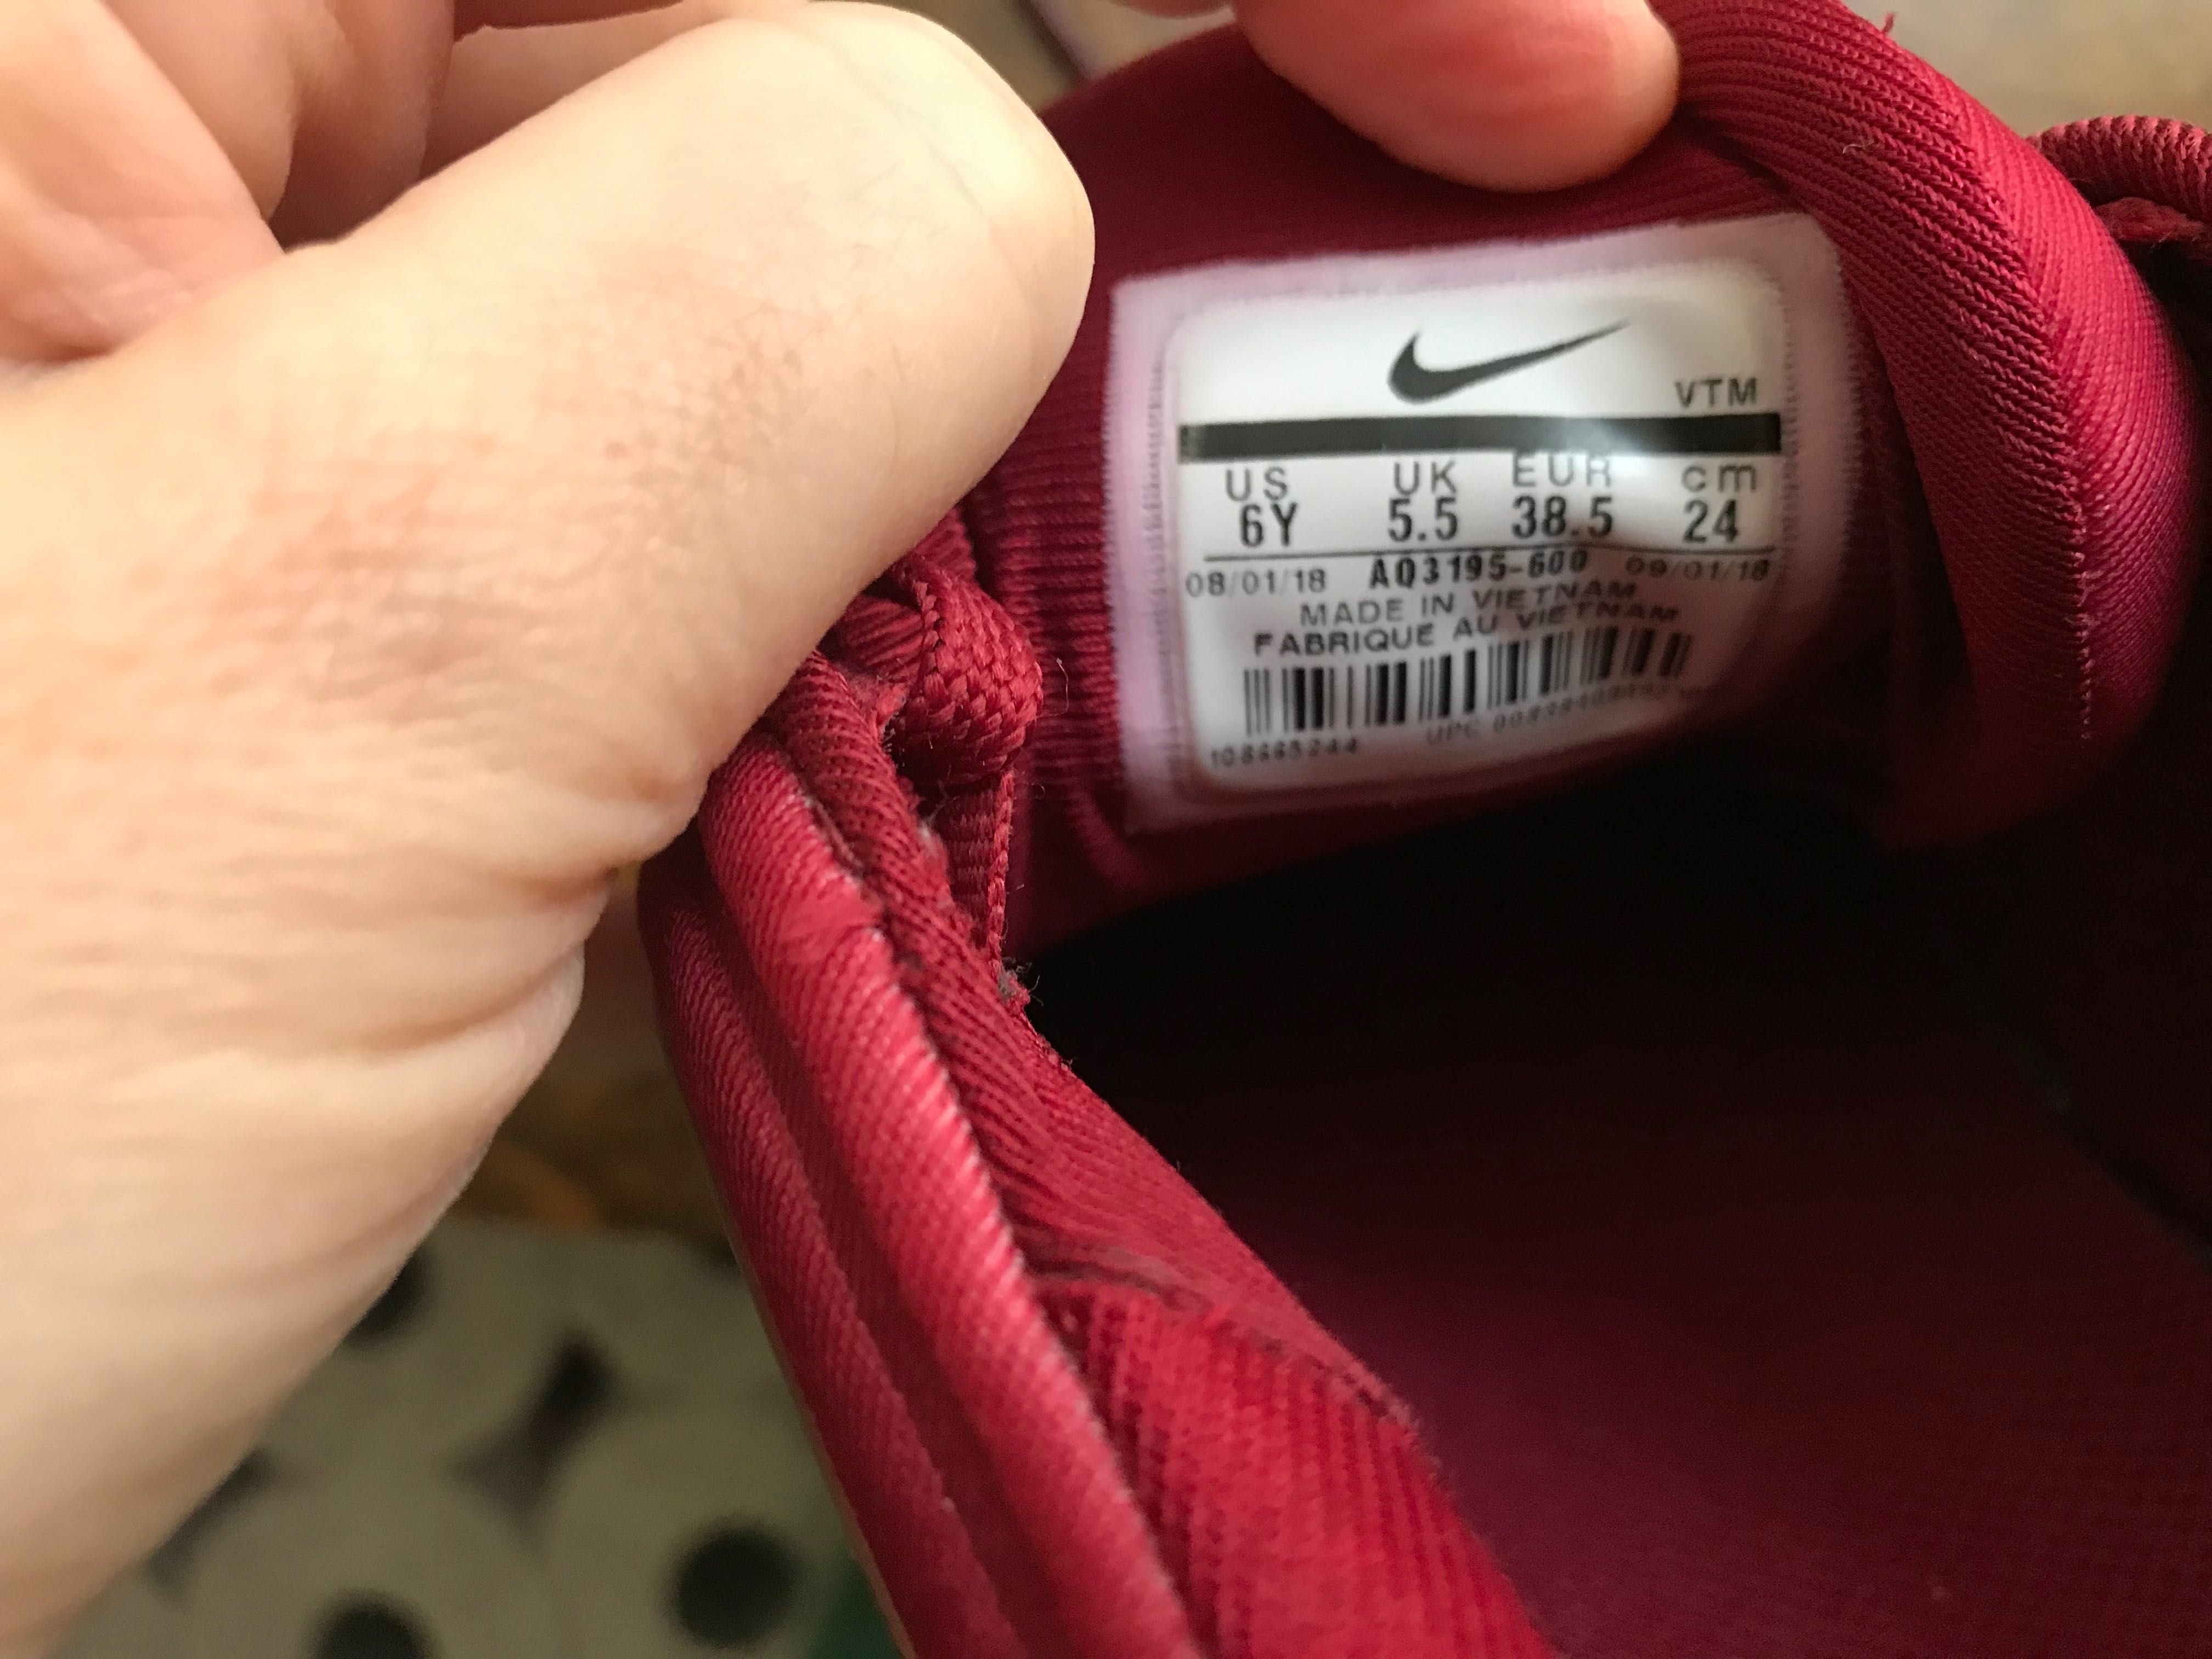 VTM
US UK EUR cm
6Y 5.5 38.5 24
08/01/18 AQ3195-600 09/01/18
MADE IN VIETNAM
FABRIQUE AU VIETNAM
UPC